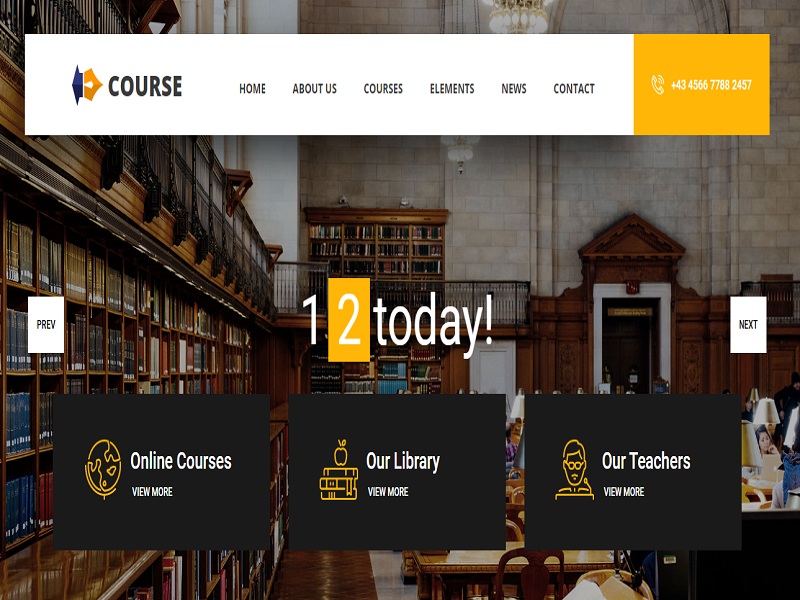 COURSE
HOME ABOUT US COURSES ELEMENTS NEWS CONTACT
+43 4566 7788 2457
PREV
1. 2 today!
NEXT
Online Courses
VIEW MORE
Our Library
VIEW MORE
Our Teachers
VIEW MORE